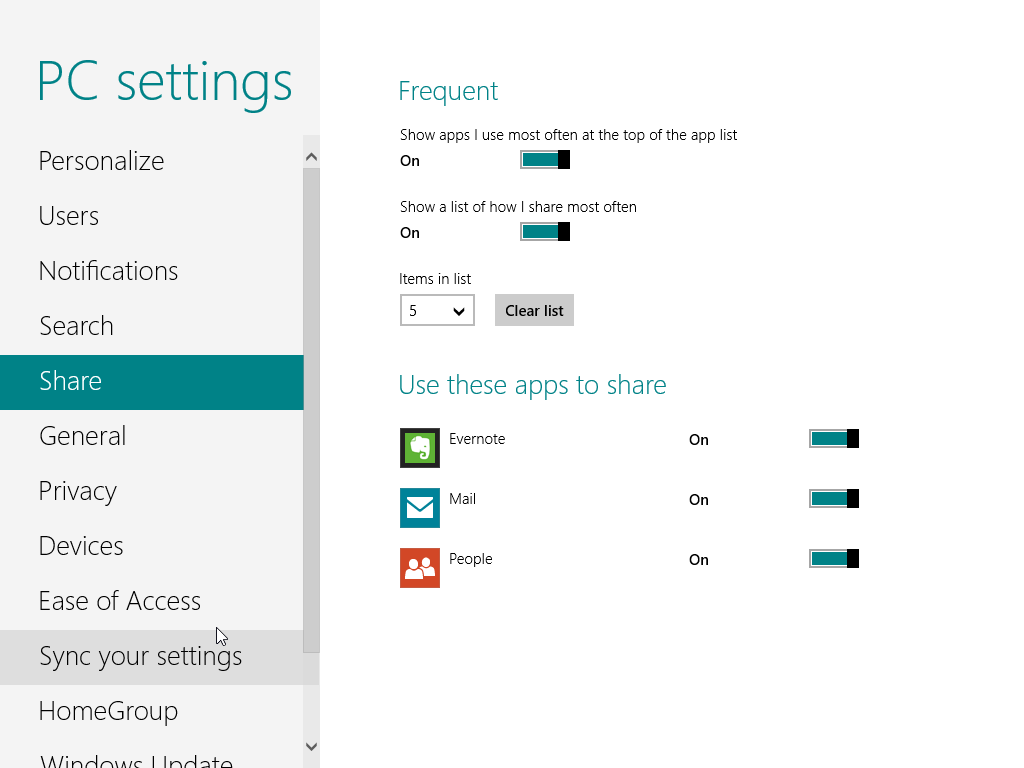 PC settings
Personalize
Users
Notifications
Search
Share
General
Privacy
Devices
Ease of Access
Sync your settings
HomeGroup
Windows Update
Frequent
Show apps I use most often at the top of the app list
On
Show a list of how I share most often
On
Items in list
5 Clear list
Use these apps to share
Evernote On
Mail On
People On